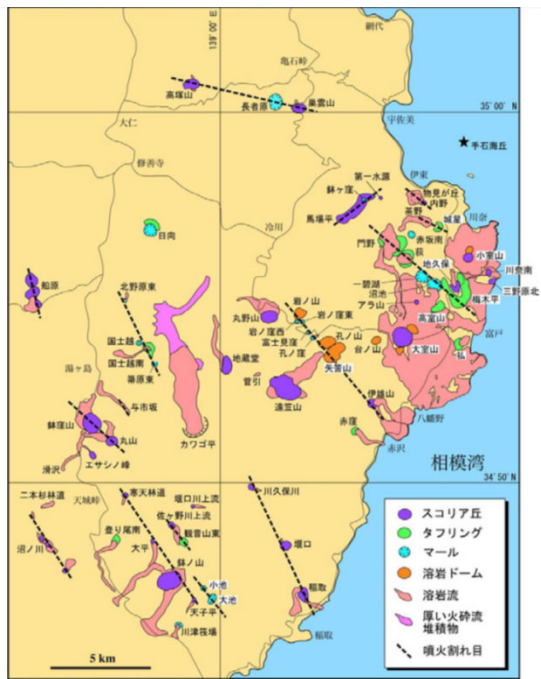 139°00'E
網代
亀石峠
高塚山
長者原
巣雲山
35°00' N
大仁
宇佐美
手石海丘
修善寺
伊東
第一水源
鉢ヶ窪
物見が丘
内野
馬場平
茶野
城星
川奈
冷川
日向
門野
荻
赤坂南
小室山
地久保
川奈南
船原
北野原東
一碧湖
沼池
梅木平
三野原北
アラ山
丸野山
岩ノ山
岩ノ窪東
岩ノ窪西
高室山
富戸
国士越
富士見窪
孔ノ山
国士越南
孔ノ窪
台ノ山
大室山
払
地蔵堂
矢筈山
湯ヶ島
菅引
与市坂
遠笠山
伊雄山
カワゴ平
八幡野
鉢窪山
丸山
赤窪
赤沢
滑沢
エサシノ峰
相模湾
34°50' N
天城峠
寒天林道
川久保川
二本杉林道
堰口川上流
佐ヶ野川上流
登り尾南
観音山東
沼ノ川
大平
堰口
鉢ノ山
小池
大池
稲取
天子平
川津筏場
稲取
5 km
スコリア丘
タフリング
マール
溶岩ドーム
溶岩流
厚い火砕流
堆積物
噴火割れ目